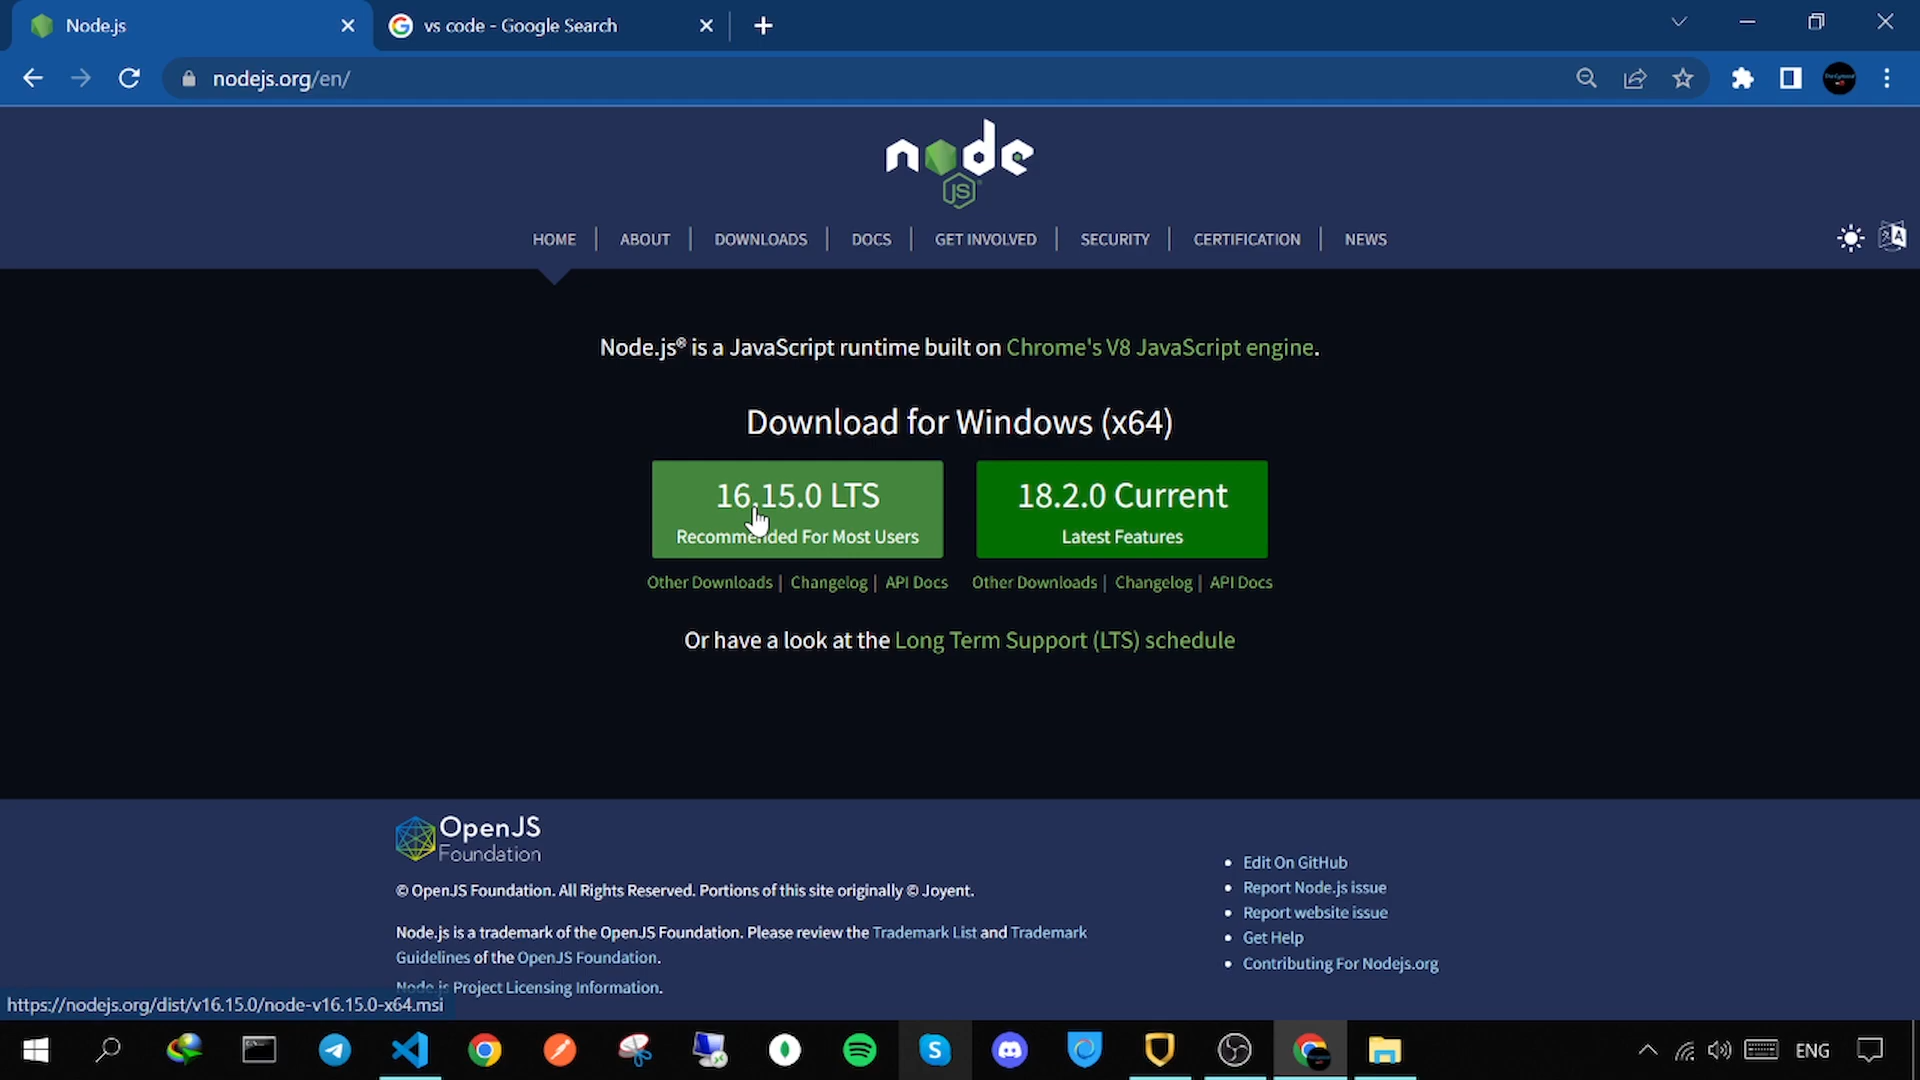 Node.js
vs code - Google Search
nodejs.org/en/
node
JS
HOME | ABOUT | DOWNLOADS | DOCS | GET INVOLVED | SECURITY | CERTIFICATION | NEWS
Node.js® is a JavaScript runtime built on Chrome's V8 JavaScript engine.
Download for Windows (x64)
16.15.0 LTS
Recommended For Most Users
18.2.0 Current
Latest Features
Other Downloads | Changelog | API Docs
Other Downloads | Changelog | API Docs
Or have a look at the Long Term Support (LTS) schedule
OpenJS
Foundation
© OpenJS Foundation. All Rights Reserved. Portions of this site originally © Joyent.
Node.js is a trademark of the OpenJS Foundation. Please review the Trademark List and Trademark
Guidelines of the OpenJS Foundation.
Node.js Project Licensing Information.
Edit On GitHub
Report Node.js issue
Report website issue
Get Help
Contributing For Nodejs.org
https://nodejs.org/dist/v16.15.0/node-v16.15.0-x64.msi
ENG